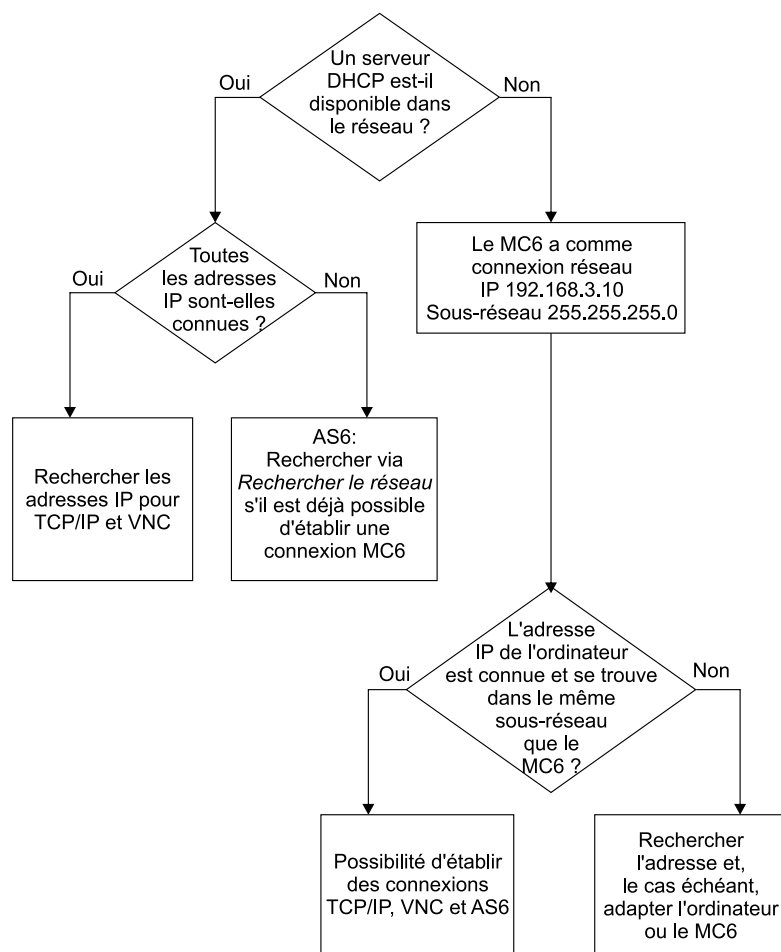 Un serveur
DHCP est-il
disponible dans
le réseau ?
Oui
Non
Toutes
les adresses
IP sont-elles
connues ?
Oui
Non
Le MC6 a comme
connexion réseau
IP 192.168.3.10
Sous-réseau 255.255.255.0
Rechercher les
adresses IP pour
TCP/IP et VNC
AS6:
Rechercher via
Rechercher le réseau
s'il est déjà possible
d'établir une
connexion MC6
L'adresse
IP de l'ordinateur
est connue et se trouve
dans le même
sous-réseau
que le
MC6 ?
Oui
Non
Possibilité d'établir
des connexions
TCP/IP, VNC et AS6
Rechercher
l'adresse et,
le cas échéant,
adapter l'ordinateur
ou le MC6